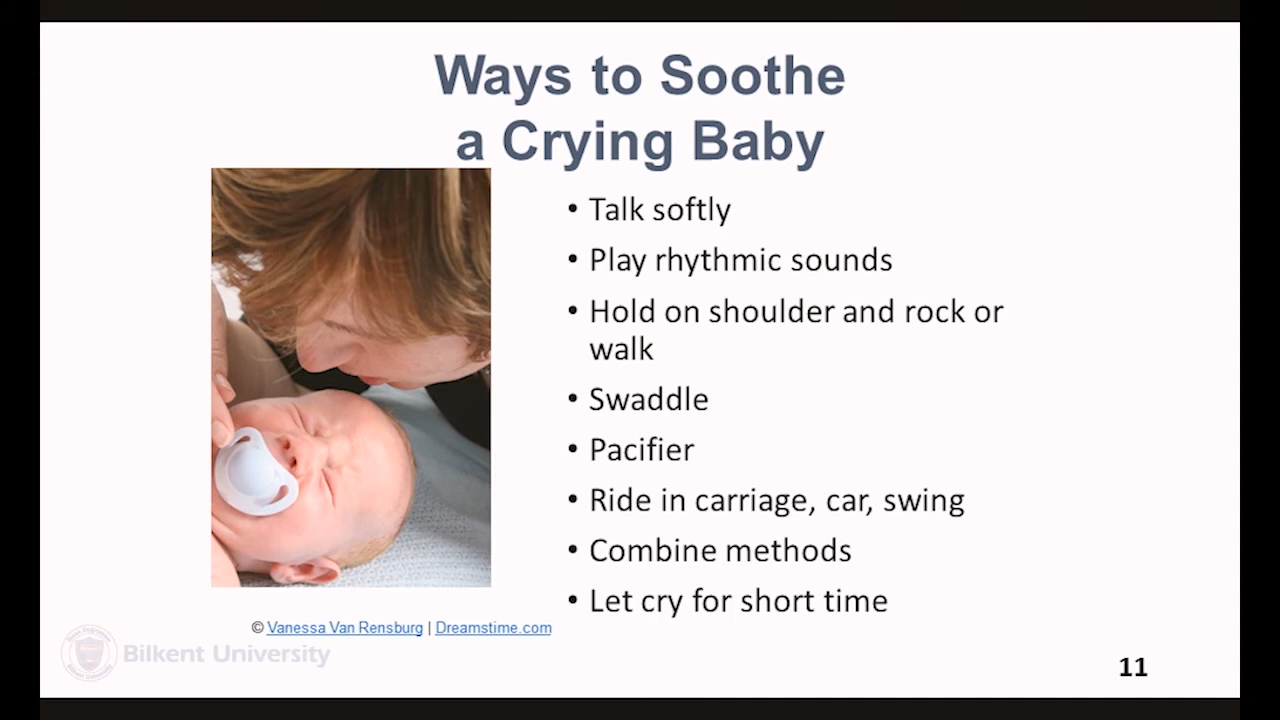 Ways to Soothe
a Crying Baby
• Talk softly
• Play rhythmic sounds
• Hold on shoulder and rock or
walk
• Swaddle
• Pacifier
• Ride in carriage, car, swing
• Combine methods
• Let cry for short time
© Vanessa Van Rensburg | Dreamstime.com
Bilkent University
11